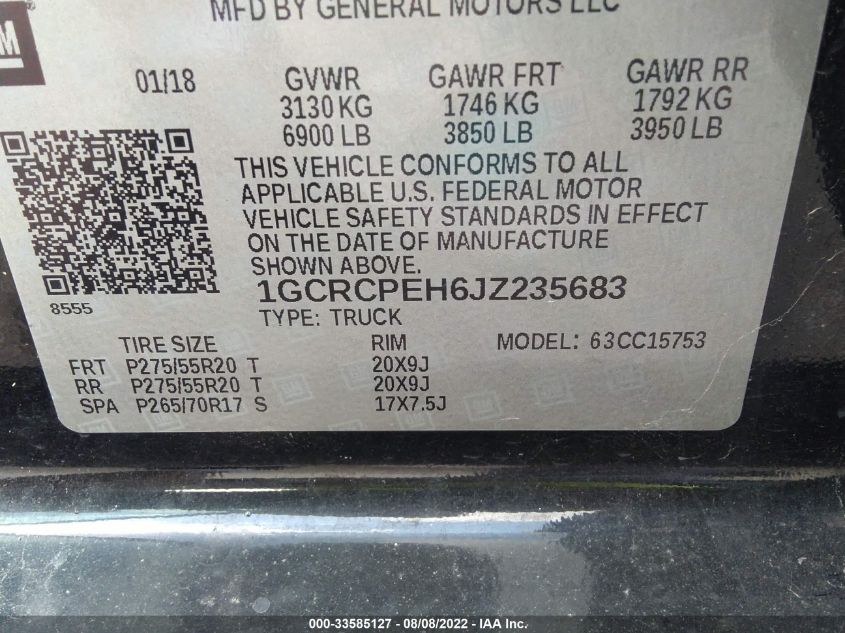 MFD BY GENERAL MOTORS LLC
GM
01/18 GVWR GAWR FRT GAWR RR
3130 KG 1746 KG 1792 KG
6900 LB 3850 LB 3950 LB
THIS VEHICLE CONFORMS TO ALL
APPLICABLE U.S. FEDERAL MOTOR
VEHICLE SAFETY STANDARDS IN EFFECT
ON THE DATE OF MANUFACTURE
SHOWN ABOVE.
1GCRCPEH6JZ235683
8555
TYPE: TRUCK
TIRE SIZE RIM MODEL: 63CC15753
FRT P275/55R20 T 20X9J
RR P275/55R20 T 20X9J
SPA P265/70R17 S 17X7.5J
000-33585127 - 08/08/2022 - IAA Inc.